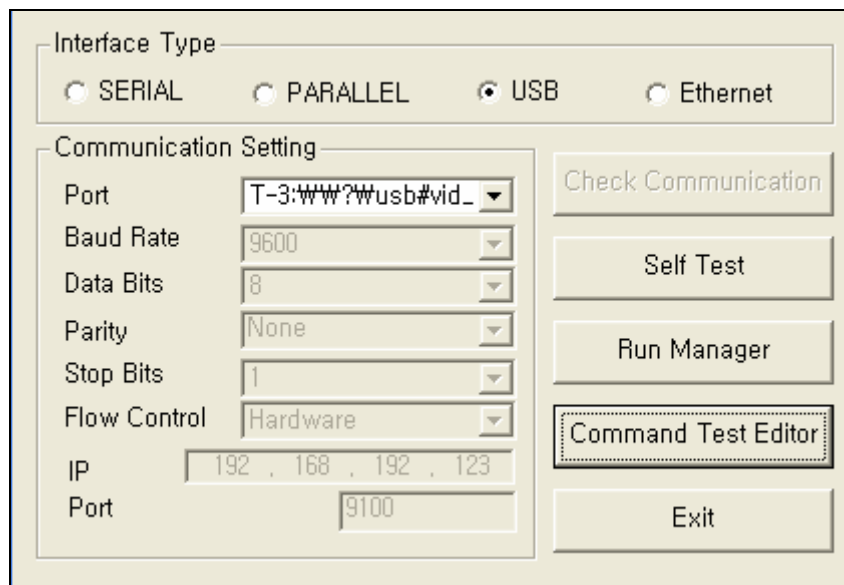 Interface Type
SERIAL PARALLEL USB Ethernet
Communication Setting
Port T-3:₩₩?₩usb#vid_
Baud Rate 9600
Data Bits 8
Parity None
Stop Bits 1
Flow Control Hardware
IP 192 . 168 . 192 . 123
Port 9100
Check Communication
Self Test
Run Manager
Command Test Editor
Exit